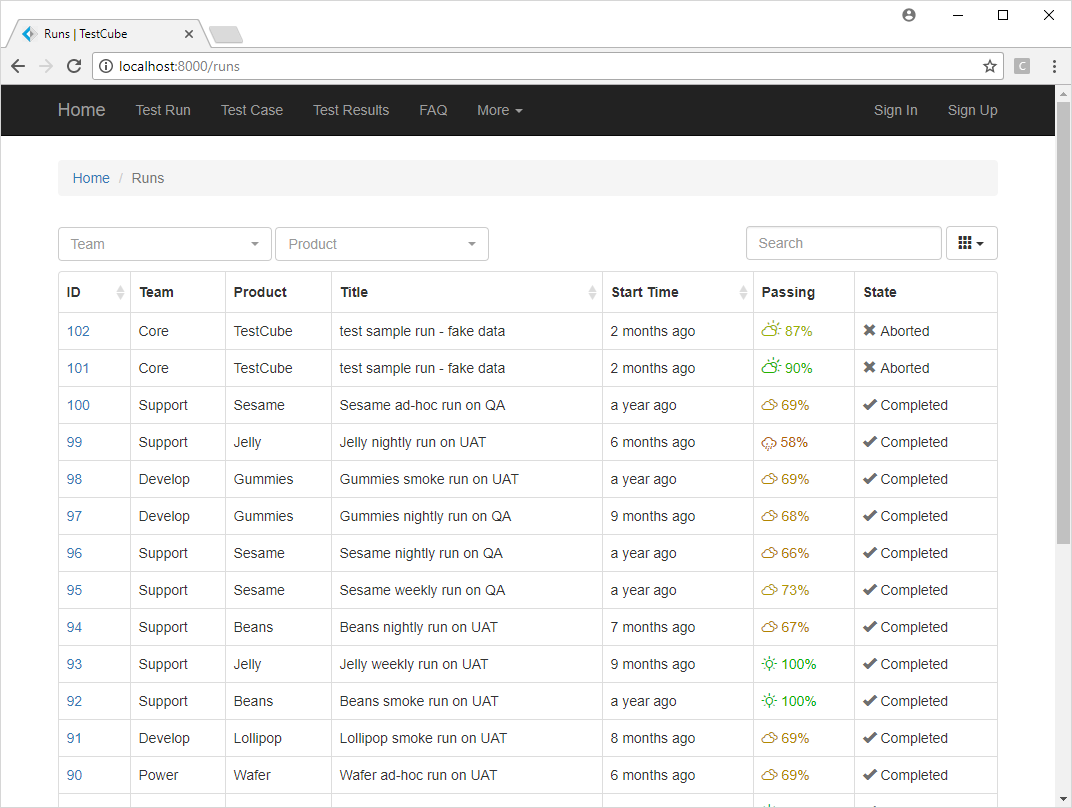 Runs | TestCube
localhost:8000/runs
C
Home Test Run Test Case Test Results FAQ More Sign In Sign Up
Home / Runs
Team Product Search
ID Team Product Title Start Time Passing State
102 Core TestCube test sample run - fake data 2 months ago 87% Aborted
101 Core TestCube test sample run - fake data 2 months ago 90% Aborted
100 Support Sesame Sesame ad-hoc run on QA a year ago 69% Completed
99 Support Jelly Jelly nightly run on UAT 6 months ago 58% Completed
98 Develop Gummies Gummies smoke run on UAT a year ago 69% Completed
97 Develop Gummies Gummies nightly run on QA 9 months ago 68% Completed
96 Support Sesame Sesame nightly run on QA a year ago 66% Completed
95 Support Sesame Sesame weekly run on QA a year ago 73% Completed
94 Support Beans Beans nightly run on UAT 7 months ago 67% Completed
93 Support Jelly Jelly weekly run on UAT 9 months ago 100% Completed
92 Support Beans Beans smoke run on UAT a year ago 100% Completed
91 Develop Lollipop Lollipop smoke run on UAT 8 months ago 69% Completed
90 Power Wafer Wafer ad-hoc run on UAT 6 months ago 69% Completed